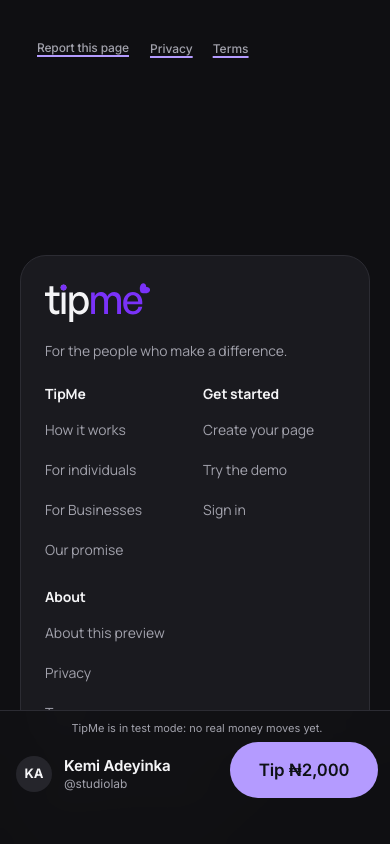 Report this page Privacy Terms
tipme
For the people who make a difference.
TipMe
How it works
For individuals
For Businesses
Our promise
Get started
Create your page
Try the demo
Sign in
About
About this preview
Privacy
TipMe is in test mode: no real money moves yet.
KA
Kemi Adeyinka
@studiolab
Tip ₦2,000